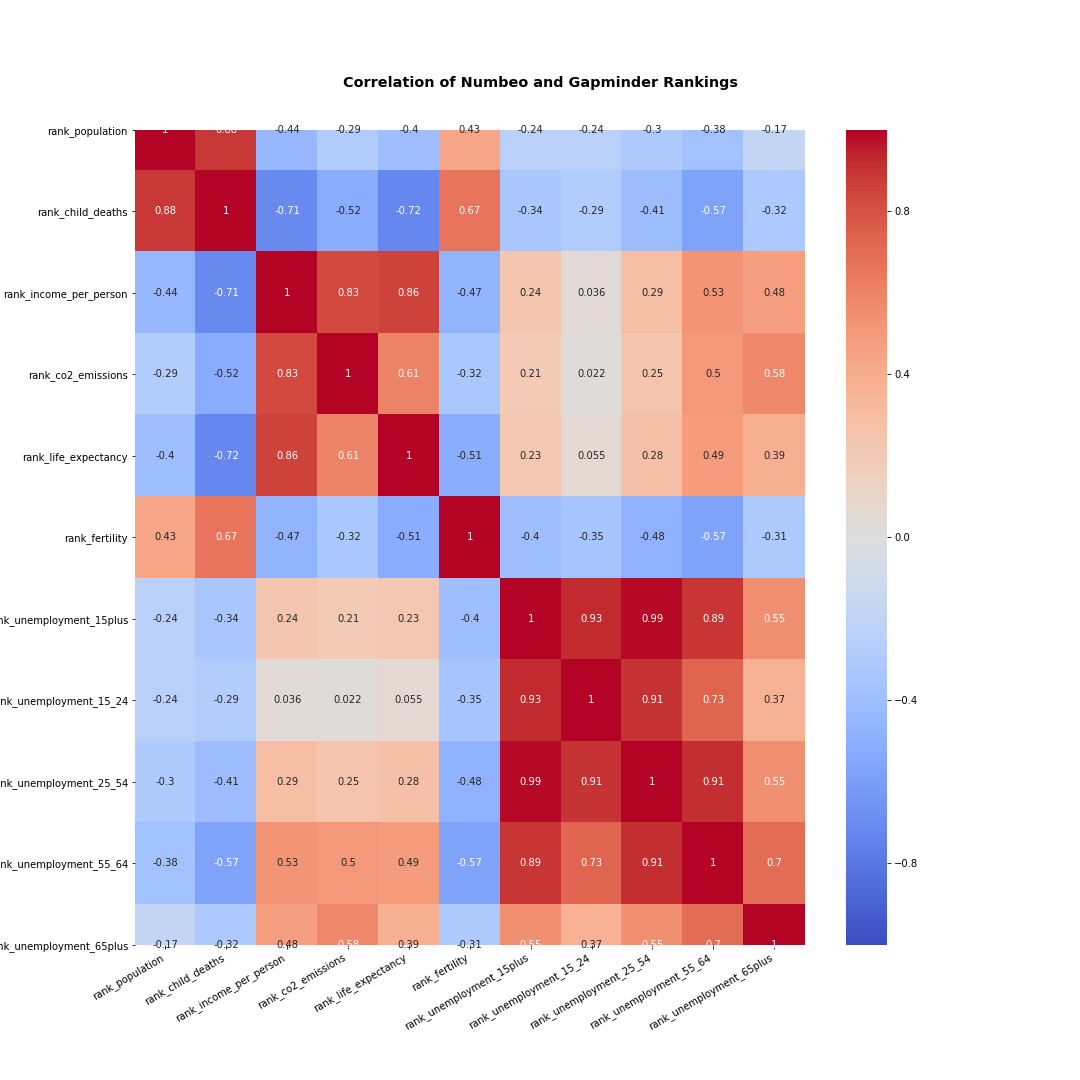 Correlation of Numbeo and Gapminder Rankings
rank_population 1 0.88 -0.44 -0.29 -0.4 0.43 -0.24 -0.24 -0.3 -0.38 -0.17
rank_child_deaths 0.88 1 -0.71 -0.52 -0.72 0.67 -0.34 -0.29 -0.41 -0.57 -0.32 0.8
rank_income_per_person -0.44 -0.71 1 0.83 0.86 -0.47 0.24 0.036 0.29 0.53 0.48
rank_co2_emissions -0.29 -0.52 0.83 1 0.61 -0.32 0.21 0.022 0.25 0.5 0.58 0.4
rank_life_expectancy -0.4 -0.72 0.86 0.61 1 -0.51 0.23 0.055 0.28 0.49 0.39
rank_fertility 0.43 0.67 -0.47 -0.32 -0.51 1 -0.4 -0.35 -0.48 -0.57 -0.31 0.0
nk_unemployment_15plus -0.24 -0.34 0.24 0.21 0.23 -0.4 1 0.93 0.99 0.89 0.55
nk_unemployment_15_24 -0.24 -0.29 0.036 0.022 0.055 -0.35 0.93 1 0.91 0.73 0.37 −0.4
nk_unemployment_25_54 -0.3 -0.41 0.29 0.25 0.28 -0.48 0.99 0.91 1 0.91 0.55
nk_unemployment_55_64 -0.38 -0.57 0.53 0.5 0.49 -0.57 0.89 0.73 0.91 1 0.7 −0.8
nk_unemployment_65plus -0.17 -0.32 0.48 0.58 0.39 -0.31 0.55 0.37 0.55 0.7 1
rank_population rank_child_deaths rank_income_per_person rank_co2_emissions rank_life_expectancy rank_fertility rank_unemployment_15plus rank_unemployment_15_24 rank_unemployment_25_54 rank_unemployment_55_64 rank_unemployment_65plus